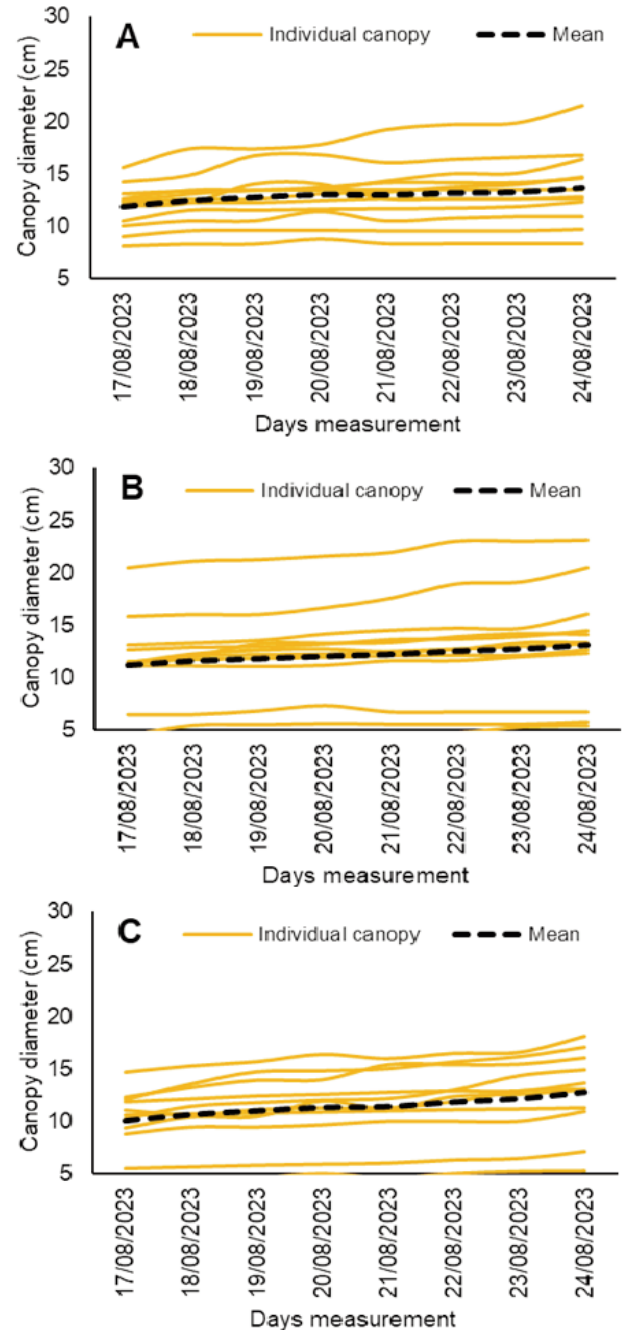 A
Individual canopy
Mean
Canopy diameter (cm)
30
25
20
15
10
5
17/08/2023
18/08/2023
19/08/2023
20/08/2023
21/08/2023
22/08/2023
23/08/2023
24/08/2023
Days measurement
B
Individual canopy
Mean
Canopy diameter (cm)
30
25
20
15
10
5
17/08/2023
18/08/2023
19/08/2023
20/08/2023
21/08/2023
22/08/2023
23/08/2023
24/08/2023
Days measurement
C
Individual canopy
Mean
Canopy diameter (cm)
30
25
20
15
10
5
17/08/2023
18/08/2023
19/08/2023
20/08/2023
21/08/2023
22/08/2023
23/08/2023
24/08/2023
Days measurement